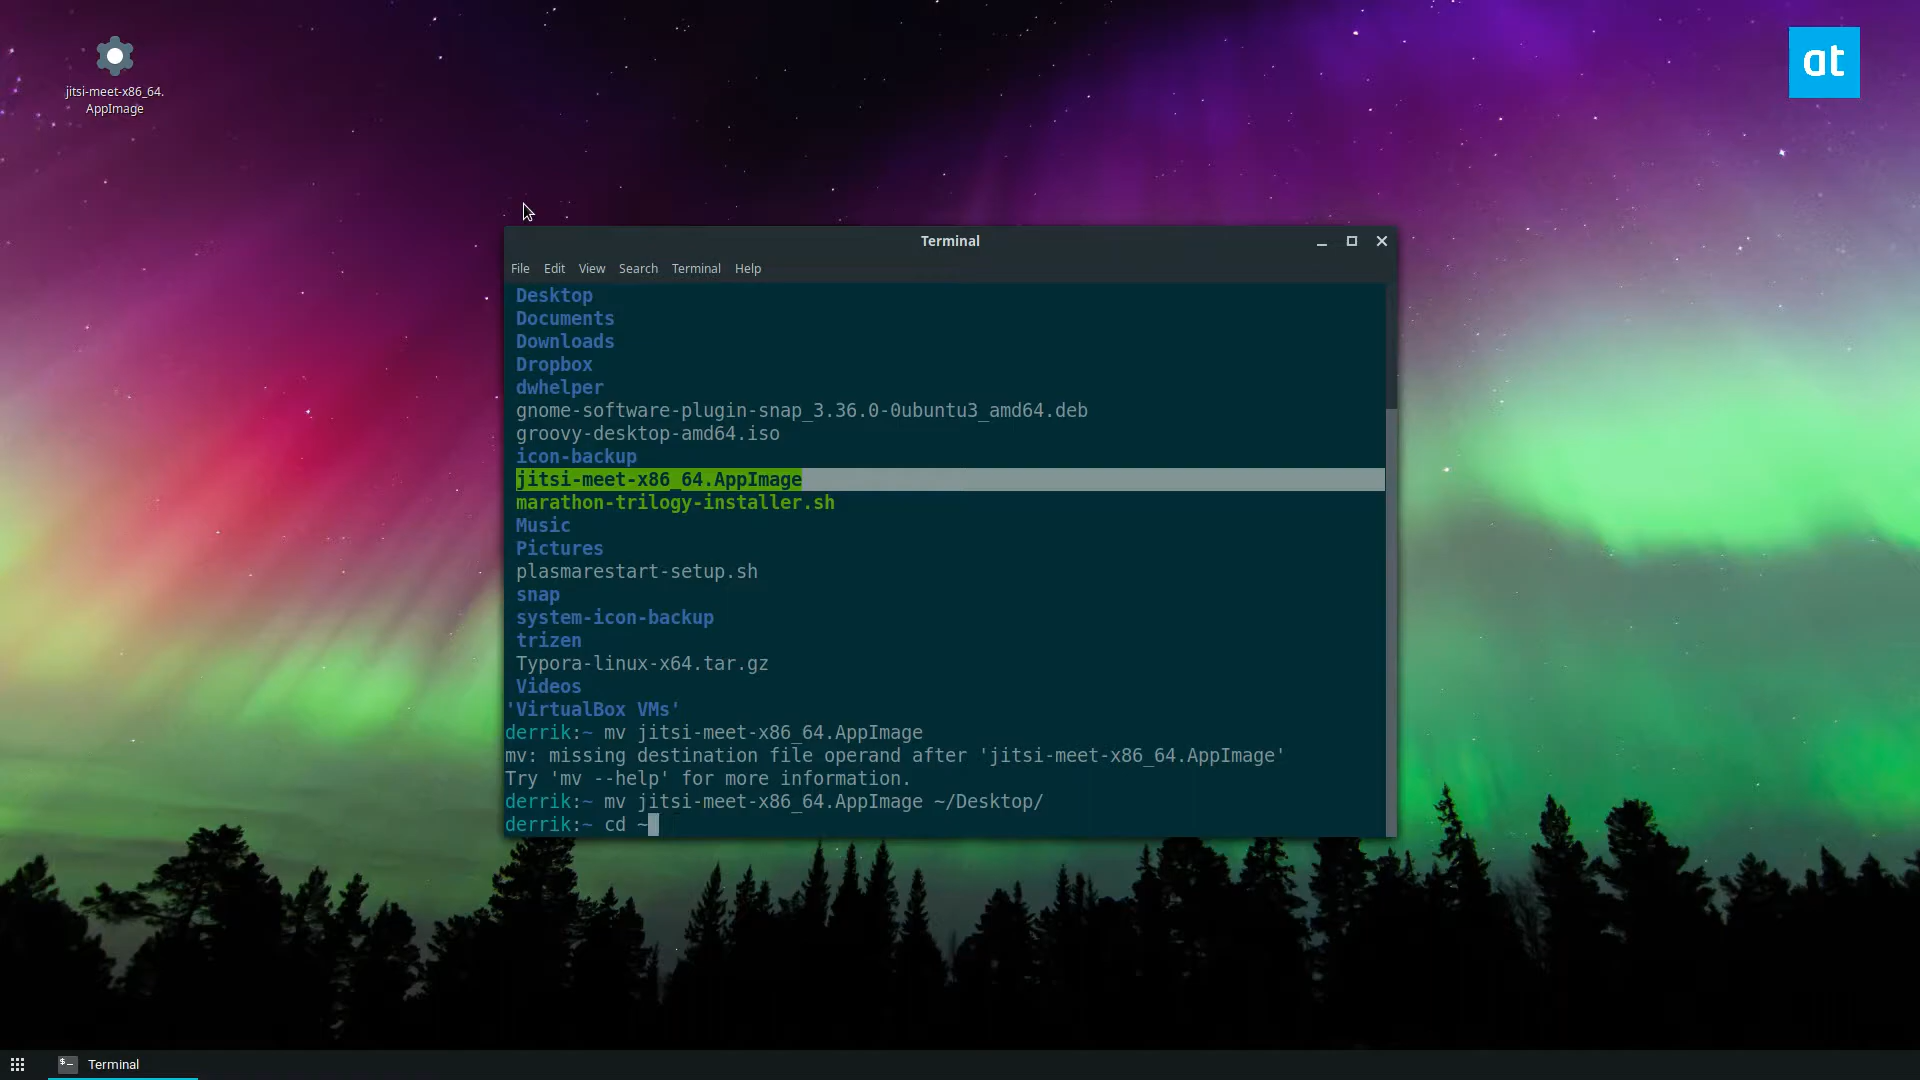 jitsi-meet-x86_64.
AppImage
at
Terminal
File Edit View Search Terminal Help
Desktop
Documents
Downloads
Dropbox
dwhelper
gnome-software-plugin-snap_3.36.0-0ubuntu3_amd64.deb
groovy-desktop-amd64.iso
icon-backup
jitsi-meet-x86_64.AppImage
marathon-trilogy-installer.sh
Music
Pictures
plasmarestart-setup.sh
snap
system-icon-backup
trizen
Typora-linux-x64.tar.gz
Videos
'VirtualBox VMs'
derrik:~ mv jitsi-meet-x86_64.AppImage
mv: missing destination file operand after 'jitsi-meet-x86_64.AppImage'
Try 'mv --help' for more information.
derrik:~ mv jitsi-meet-x86_64.AppImage ~/Desktop/
derrik:~ cd ~
$- Terminal